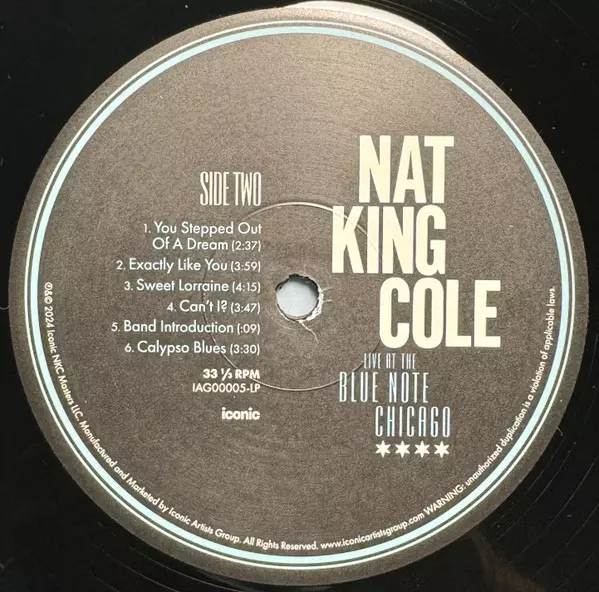 NAT
KING
COLE
LIVE AT THE
BLUE NOTE
CHICAGO
SIDE TWO
1. You Stepped Out
Of A Dream (2:37)
2. Exactly Like You (3:59)
3. Sweet Lorraine (4:15)
4. Can't I? (3:47)
5. Band Introduction (:09)
6. Calypso Blues (3:30)
33 ⅓ RPM
IAG00005-LP
iconic
℗&© 2024 Iconic NKC Masters LLC. Manufactured and Marketed by Iconic Artists Group. All Rights Reserved. www.iconicartistsgroup.com WARNING: unauthorized duplication is a violation of applicable laws.